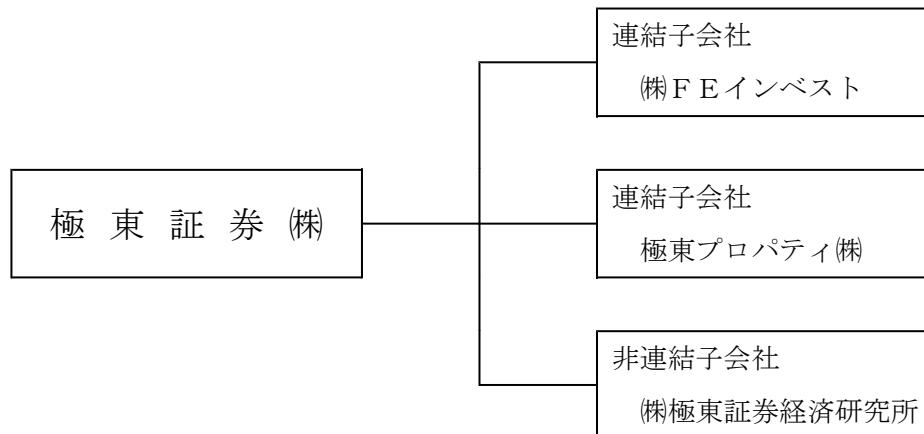 連結子会社
㈱ＦＥインベスト
極東証券㈱
連結子会社
極東プロパティ㈱
非連結子会社
㈱極東証券経済研究所